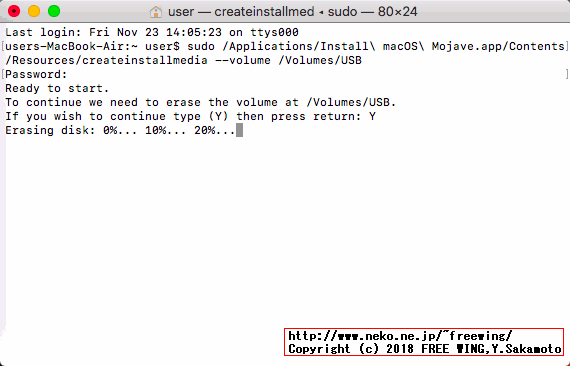 user — createinstallmed ◂ sudo — 80×24
Last login: Fri Nov 23 14:05:23 on ttys000
[users-MacBook-Air:~ user$ sudo /Applications/Install\ macOS\ Mojave.app/Contents]
/Resources/createinstallmedia --volume /Volumes/USB
[Password: ]
Ready to start.
To continue we need to erase the volume at /Volumes/USB.
If you wish to continue type (Y) then press return: Y
Erasing disk: 0%... 10%... 20%...
http://www.neko.ne.jp/~freewing/
Copyright (c) 2018 FREE WING,Y.Sakamoto